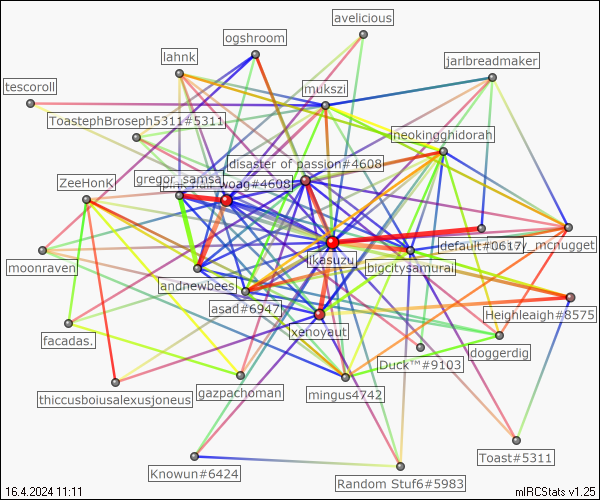 avelicious
ogshroom
lahnk
jarlbreadmaker
tescoroll
mukszi
ToastephBroseph5311#5311
neokingghidorah
disaster of passion#4608
gregor_samsa
woag#4608
ZeeHonK
default#0617
mcnugget
lkasuzu
moonraven
bigcitysamurai
andnewbees
asad#6947
Heighleaigh#8575
xenoyaut
facadas.
doggerdig
Duck™#9103
thiccusboiusalexusjoneus
gazpachoman
mingus4742
Toast#5311
Knowun#6424
Random Stuf6#5983
16.4.2024 11:11
mIRCStats v1.25